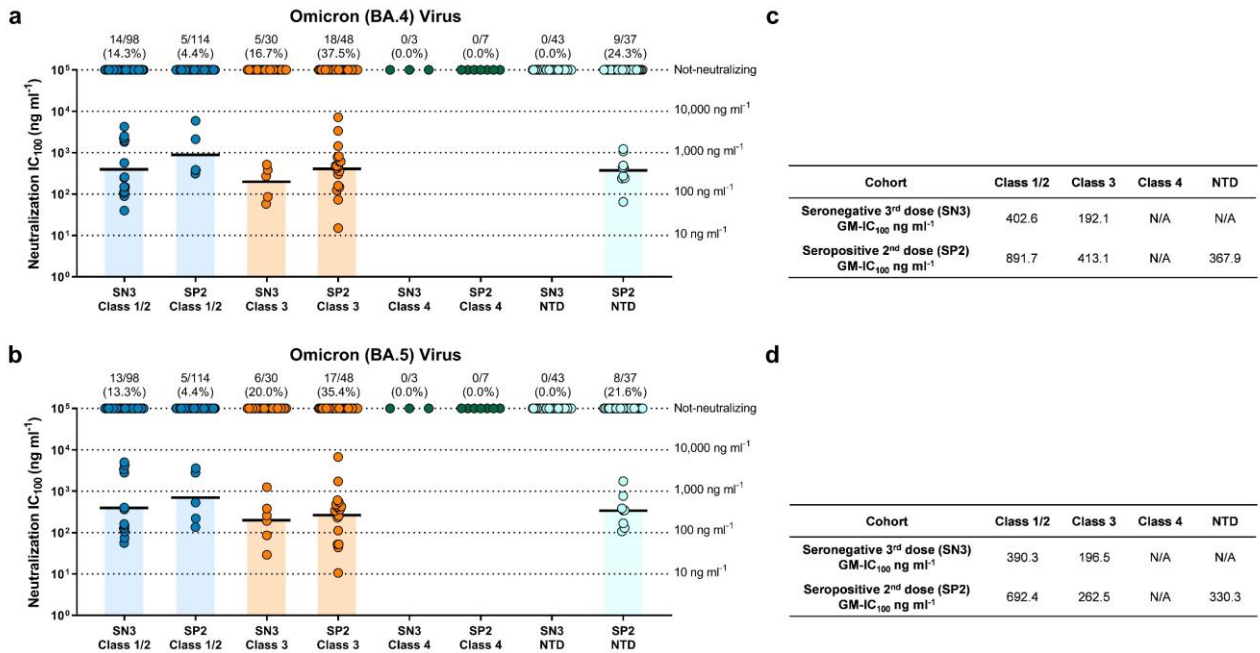 a
Omicron (BA.4) Virus
14/98 5/114 5/30 18/48 0/3 0/7 0/43 9/37
(14.3%) (4.4%) (16.7%) (37.5%) (0.0%) (0.0%) (0.0%) (24.3%)
Neutralization IC₁₀₀ (ng ml⁻¹)
10⁵ Not-neutralizing
10,000 ng ml⁻¹
10⁴
1,000 ng ml⁻¹
10³
100 ng ml⁻¹
10²
10 ng ml⁻¹
10¹
10⁰
SN3 SP2 SN3 SP2 SN3 SP2 SN3 SP2
Class 1/2 Class 1/2 Class 3 Class 3 Class 4 Class 4 NTD NTD
c
Cohort Class 1/2 Class 3 Class 4 NTD
Seronegative 3rd dose (SN3)
GM-IC₁₀₀ ng ml⁻¹ 402.6 192.1 N/A N/A
Seropositive 2nd dose (SP2)
GM-IC₁₀₀ ng ml⁻¹ 891.7 413.1 N/A 367.9
b
Omicron (BA.5) Virus
13/98 5/114 6/30 17/48 0/3 0/7 0/43 8/37
(13.3%) (4.4%) (20.0%) (35.4%) (0.0%) (0.0%) (0.0%) (21.6%)
Neutralization IC₁₀₀ (ng ml⁻¹)
10⁵ Not-neutralizing
10,000 ng ml⁻¹
10⁴
1,000 ng ml⁻¹
10³
100 ng ml⁻¹
10²
10 ng ml⁻¹
10¹
10⁰
SN3 SP2 SN3 SP2 SN3 SP2 SN3 SP2
Class 1/2 Class 1/2 Class 3 Class 3 Class 4 Class 4 NTD NTD
d
Cohort Class 1/2 Class 3 Class 4 NTD
Seronegative 3rd dose (SN3)
GM-IC₁₀₀ ng ml⁻¹ 390.3 196.5 N/A N/A
Seropositive 2nd dose (SP2)
GM-IC₁₀₀ ng ml⁻¹ 692.4 262.5 N/A 330.3